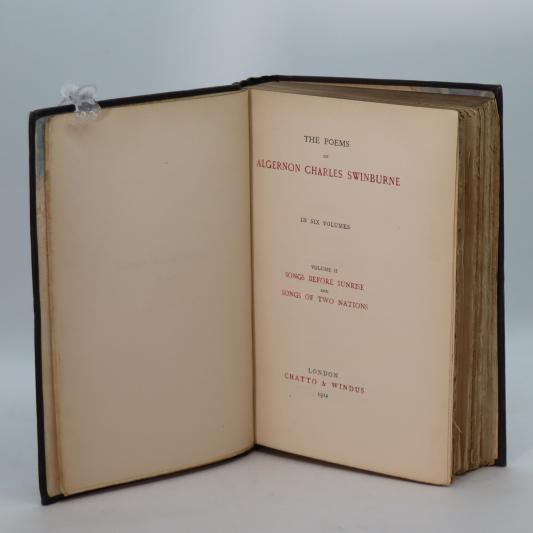 THE POEMS
OF
ALGERNON CHARLES SWINBURNE
IN SIX VOLUMES
VOLUME II
SONGS BEFORE SUNRISE
AND
SONGS OF TWO NATIONS
LONDON
CHATTO & WINDUS